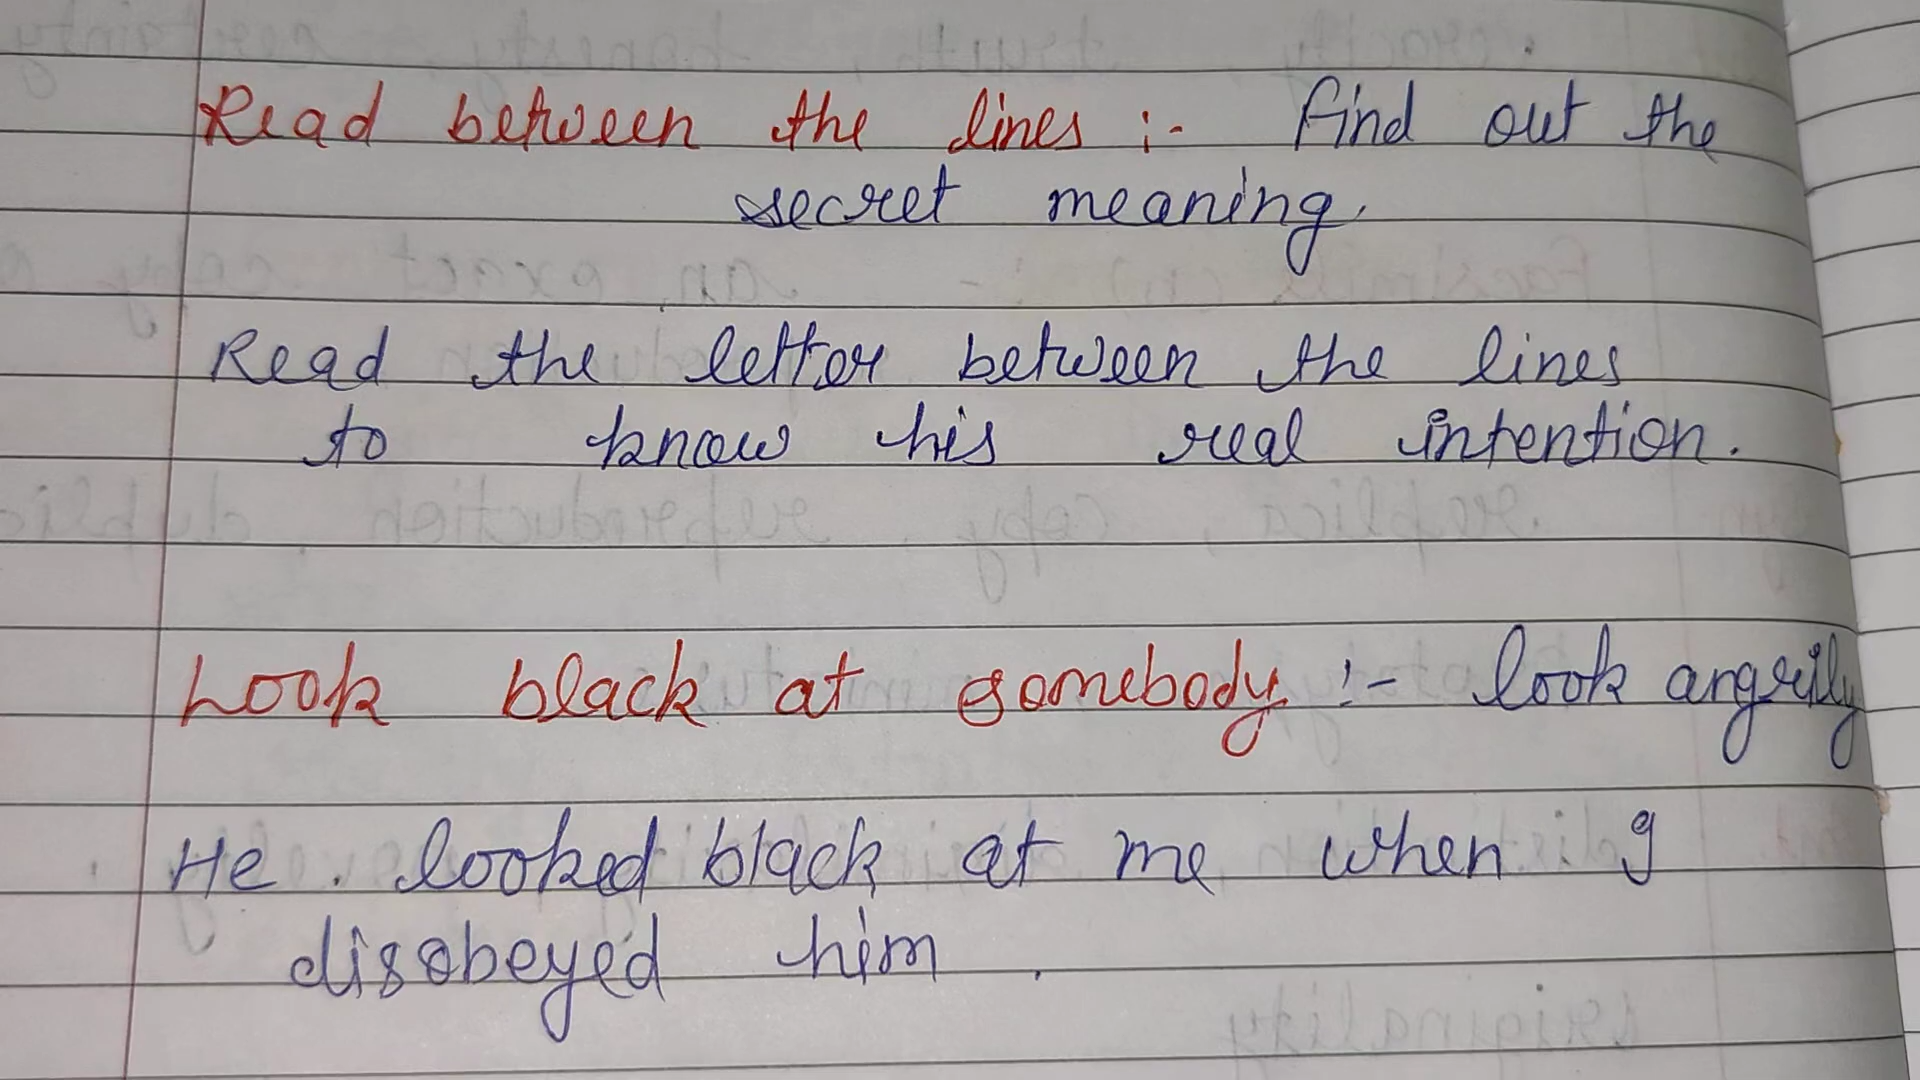 Read between the lines :- find out the
secret meaning.
Read the letter between the lines
to know his real intention.
Look black at somebody :- look angrily
He looked black at me when I
disobeyed him.